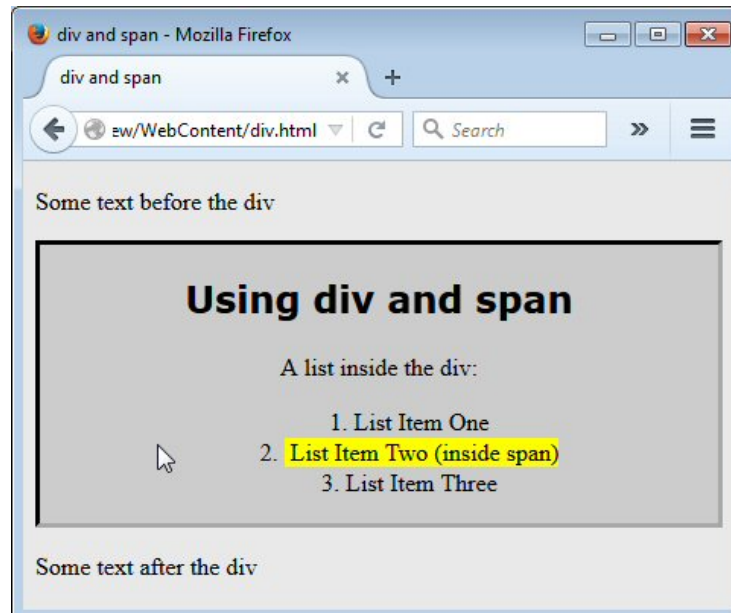 div and span - Mozilla Firefox
div and span
ew/WebContent/div.html
Search
Some text before the div
Using div and span
A list inside the div:
1. List Item One
2. List Item Two (inside span)
3. List Item Three
Some text after the div